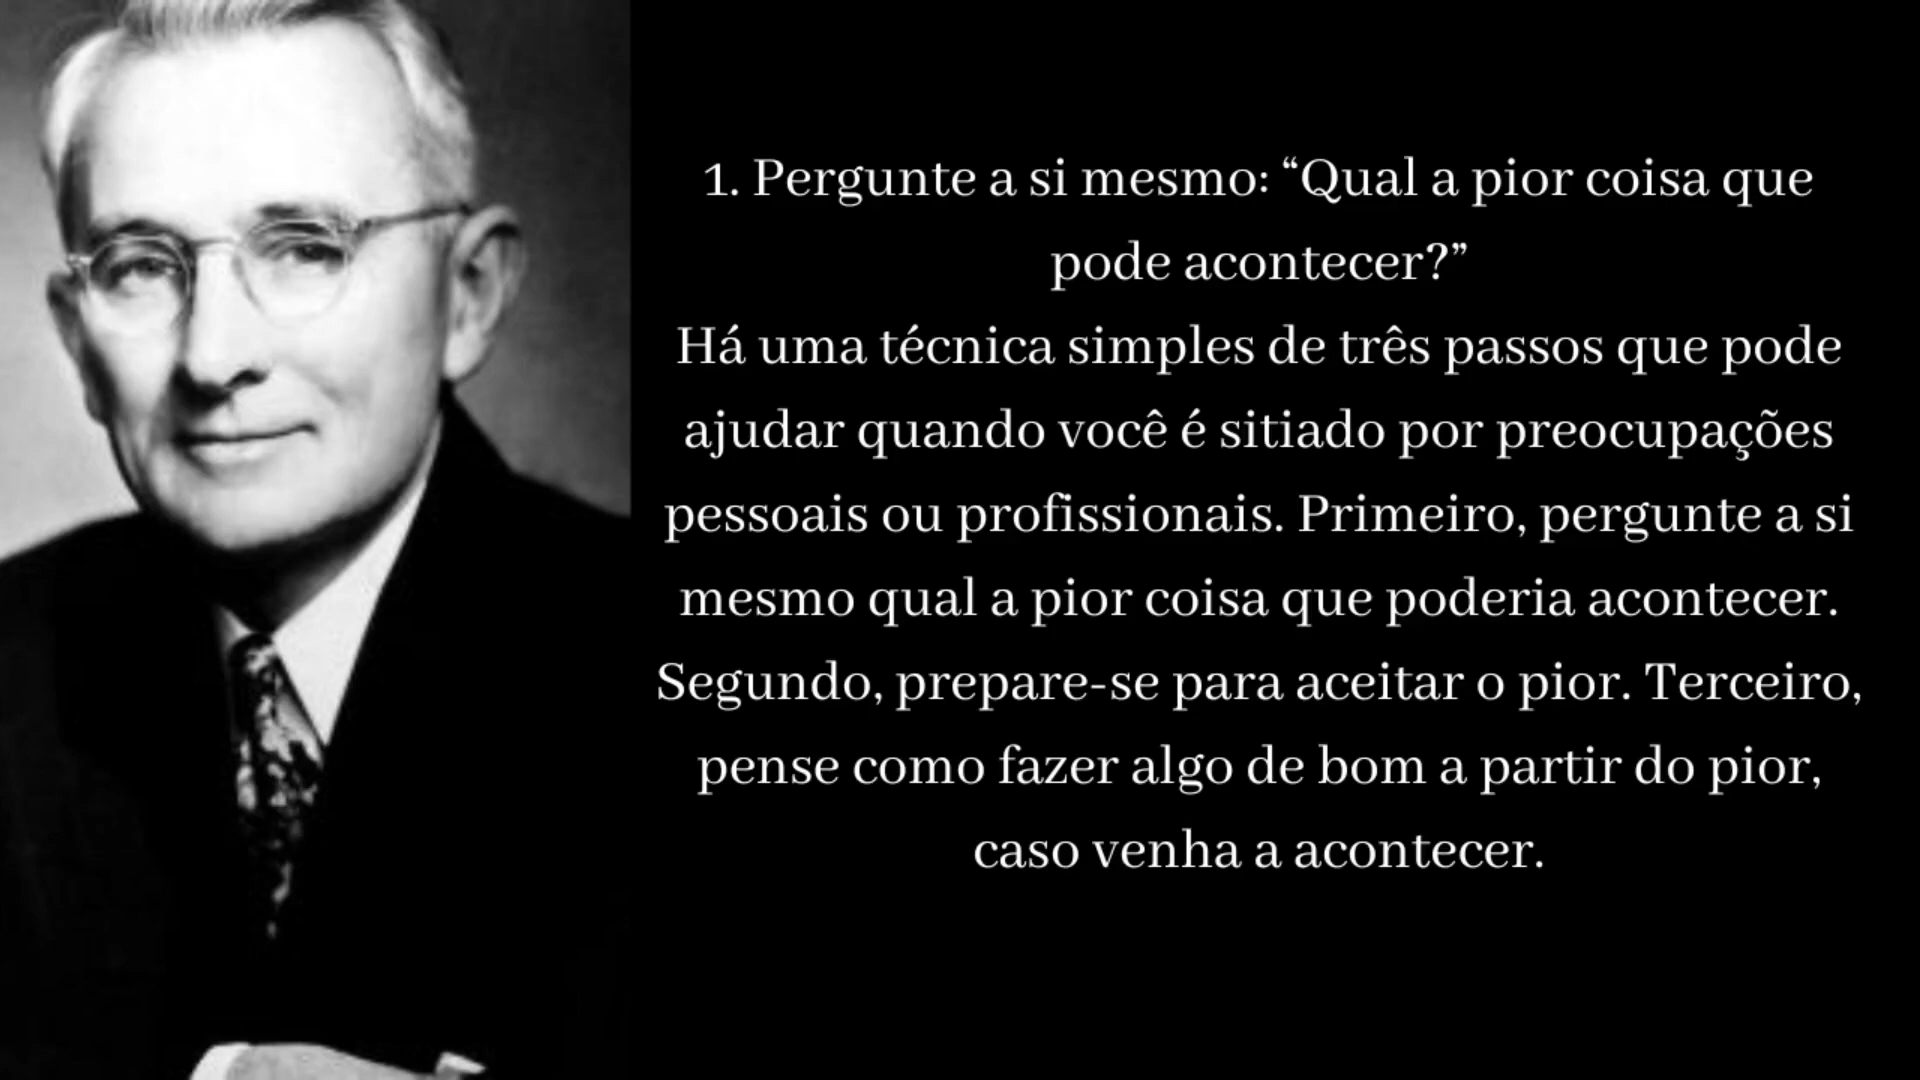 1. Pergunte a si mesmo: “Qual a pior coisa que
pode acontecer?”
Há uma técnica simples de três passos que pode
ajudar quando você é sitiado por preocupações
pessoais ou profissionais. Primeiro, pergunte a si
mesmo qual a pior coisa que poderia acontecer.
Segundo, prepare-se para aceitar o pior. Terceiro,
pense como fazer algo de bom a partir do pior,
caso venha a acontecer.